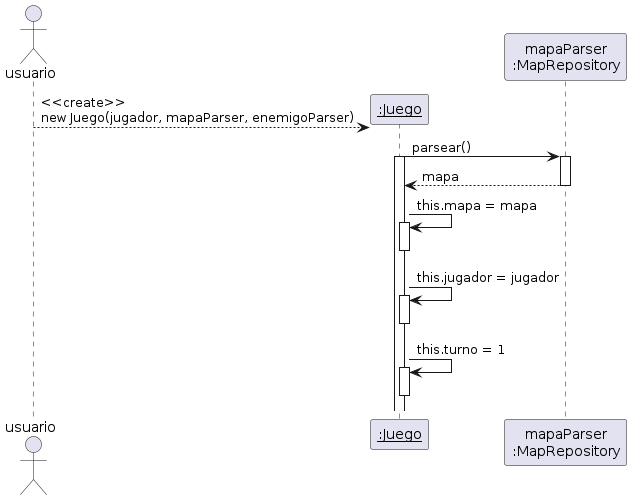 usuario
mapaParser
:MapRepository
<<create>>
new Juego(jugador, mapaParser, enemigoParser)
:Juego
parsear()
mapa
this.mapa = mapa
this.jugador = jugador
this.turno = 1
usuario
:Juego
mapaParser
:MapRepository